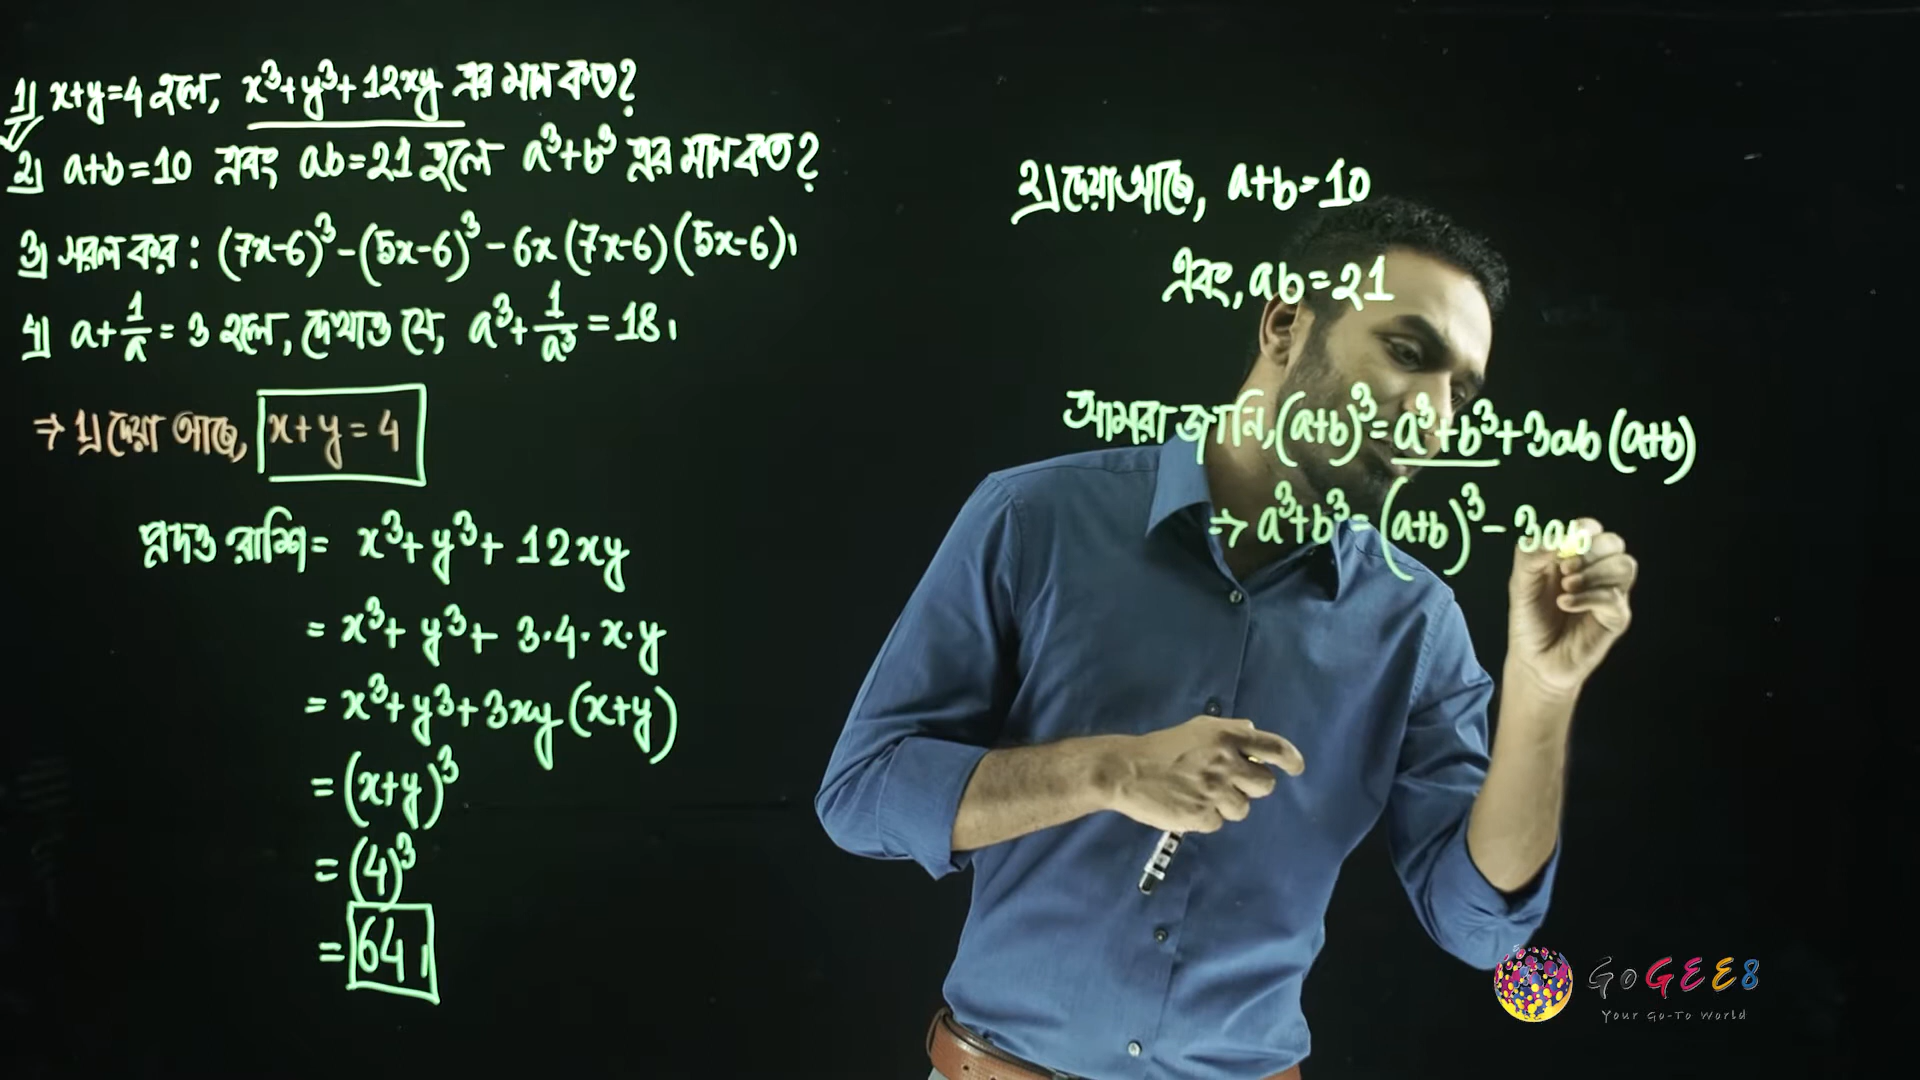 ১) x+y=4 হলে, x³+y³+12xy এর মান কত?
২) a+b=10 এবং ab=21 হলে a³+b³ এর মান কত?
৩) সরল কর: (7x-6)³-(5x-6)³-6x(7x-6)(5x-6)।
৪) a+1/a=3 হলে, দেখাও যে, a³+1/a³=18।
⇒ ১) দেয়া আছে, x+y=4
প্রদত্ত রাশি= x³+y³+12xy
= x³+y³+3·4·x·y
= x³+y³+3xy(x+y)
= (x+y)³
= (4)³
= 64।
২) দেয়া আছে, a+b=10
এবং, ab=21
আমরা জানি, (a+b)³=a³+b³+3ab(a+b)
⇒ a³+b³=(a+b)³-3ab
GoGEE8
Your Go-To World